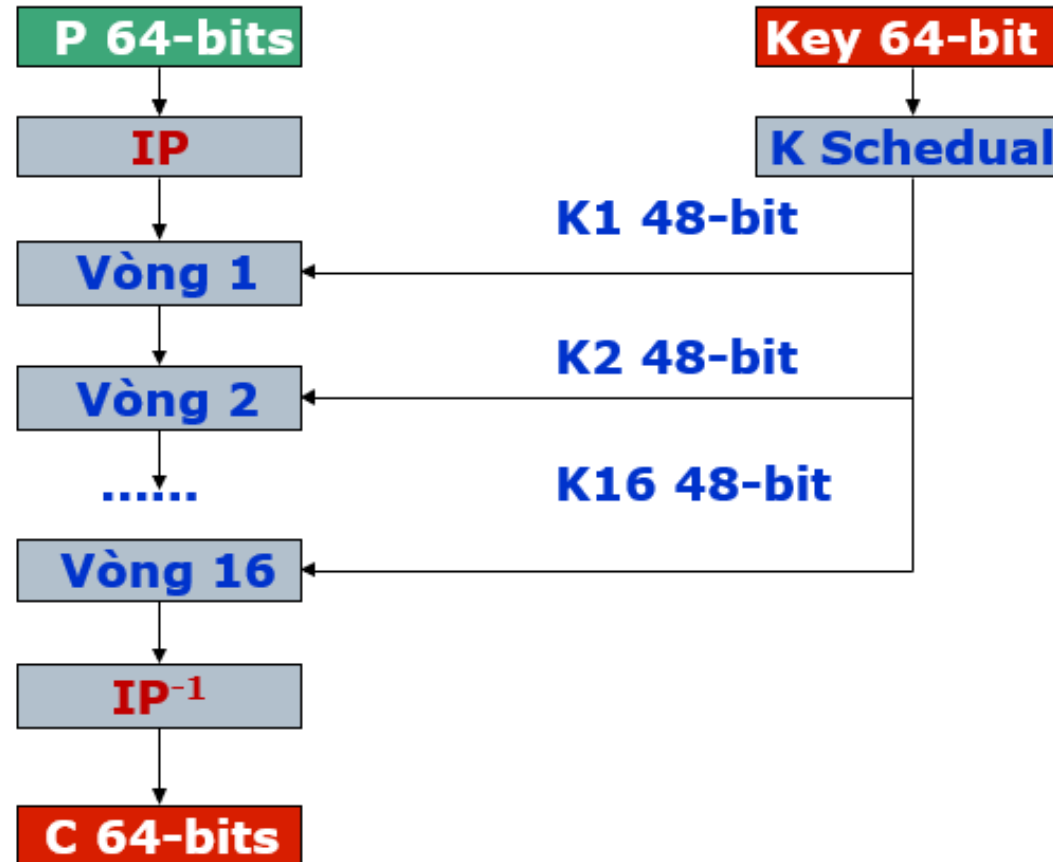 P 64-bits
Key 64-bit
IP
K Schedual
K1 48-bit
Vòng 1
K2 48-bit
Vòng 2
......
K16 48-bit
Vòng 16
IP⁻¹
C 64-bits